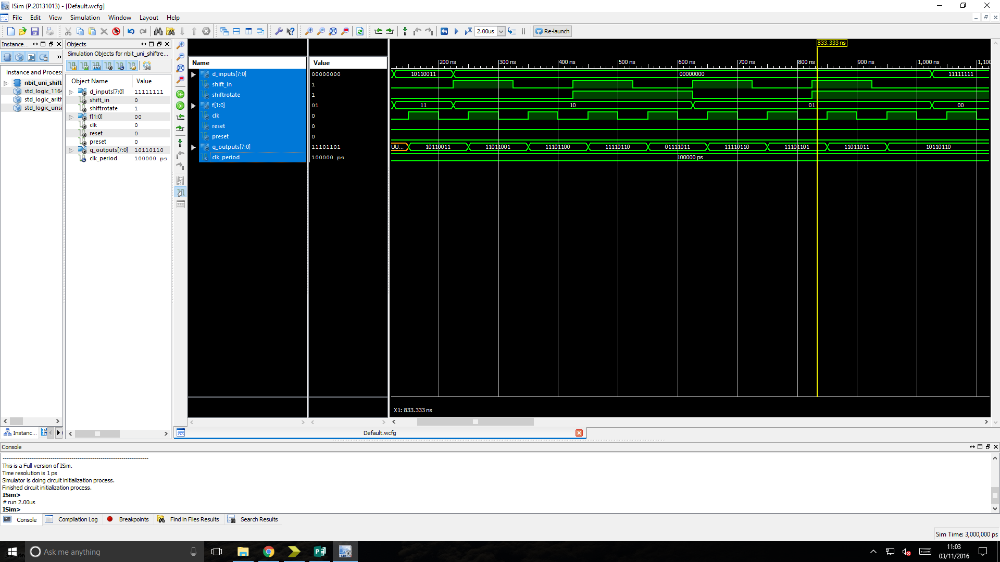 ISim (P.20131013) - [Default.wcfg]
File Edit View Simulation Window Layout Help
2.00us Re-launch
Instance... Objects
Simulation Objects for nbit_uni_shiftre...
Instance and Proces
nbit_uni_shift
std_logic_1164
std_logic_arith
std_logic_unsi
Object Name Value
d_inputs[7:0] 11111111
shift_in 0
shiftrotate 1
f[1:0] 00
clk 0
reset 0
preset 0
q_outputs[7:0] 10110110
clk_period 100000 ps
Name Value
d_inputs[7:0] 00000000
shift_in 1
shiftrotate 1
f[1:0] 01
clk 0
reset 0
preset 0
q_outputs[7:0] 11101101
clk_period 100000 ps
833.333 ns
200 ns 300 ns 400 ns 500 ns 600 ns 700 ns 800 ns 900 ns 1,000 ns 1,100
10110011 00000000 11111111
11 10 01 00
UU... 10110011 11011001 11101100 11110110 01111011 11110110 11101101 11011011 10110110
100000 ps
X1: 833.333 ns
Instanc...
Default.wcfg
Console
This is a Full version of ISim.
Time resolution is 1 ps
Simulator is doing circuit initialization process.
Finished circuit initialization process.
ISim>
# run 2.00us
ISim>
Console Compilation Log Breakpoints Find in Files Results Search Results
Sim Time: 3,000,000 ps
Ask me anything
11:03
03/11/2016